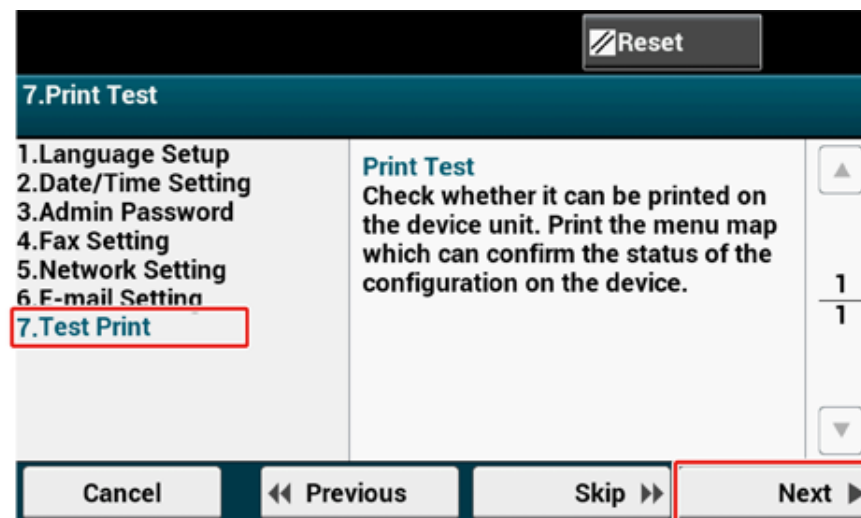 Reset
7.Print Test
1.Language Setup
2.Date/Time Setting
3.Admin Password
4.Fax Setting
5.Network Setting
6.E-mail Setting
7.Test Print
Print Test
Check whether it can be printed on
the device unit. Print the menu map
which can confirm the status of the
configuration on the device.
1
1
Cancel
Previous
Skip
Next